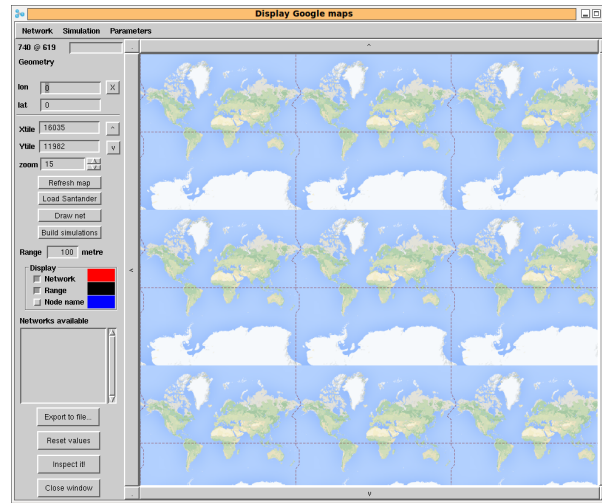 Display Google maps
Network Simulation Parameters
740 @ 619
Geometry
lon 0 X
lat 0
Xtile 16035 ^
Ytile 11982 v
zoom 15
Refresh map
Load Santander
Draw net
Build simulations
Range 100 metre
Display
Network
Range
Node name
Networks available
Export to file...
Reset values
Inspect it!
Close window
^
<
v